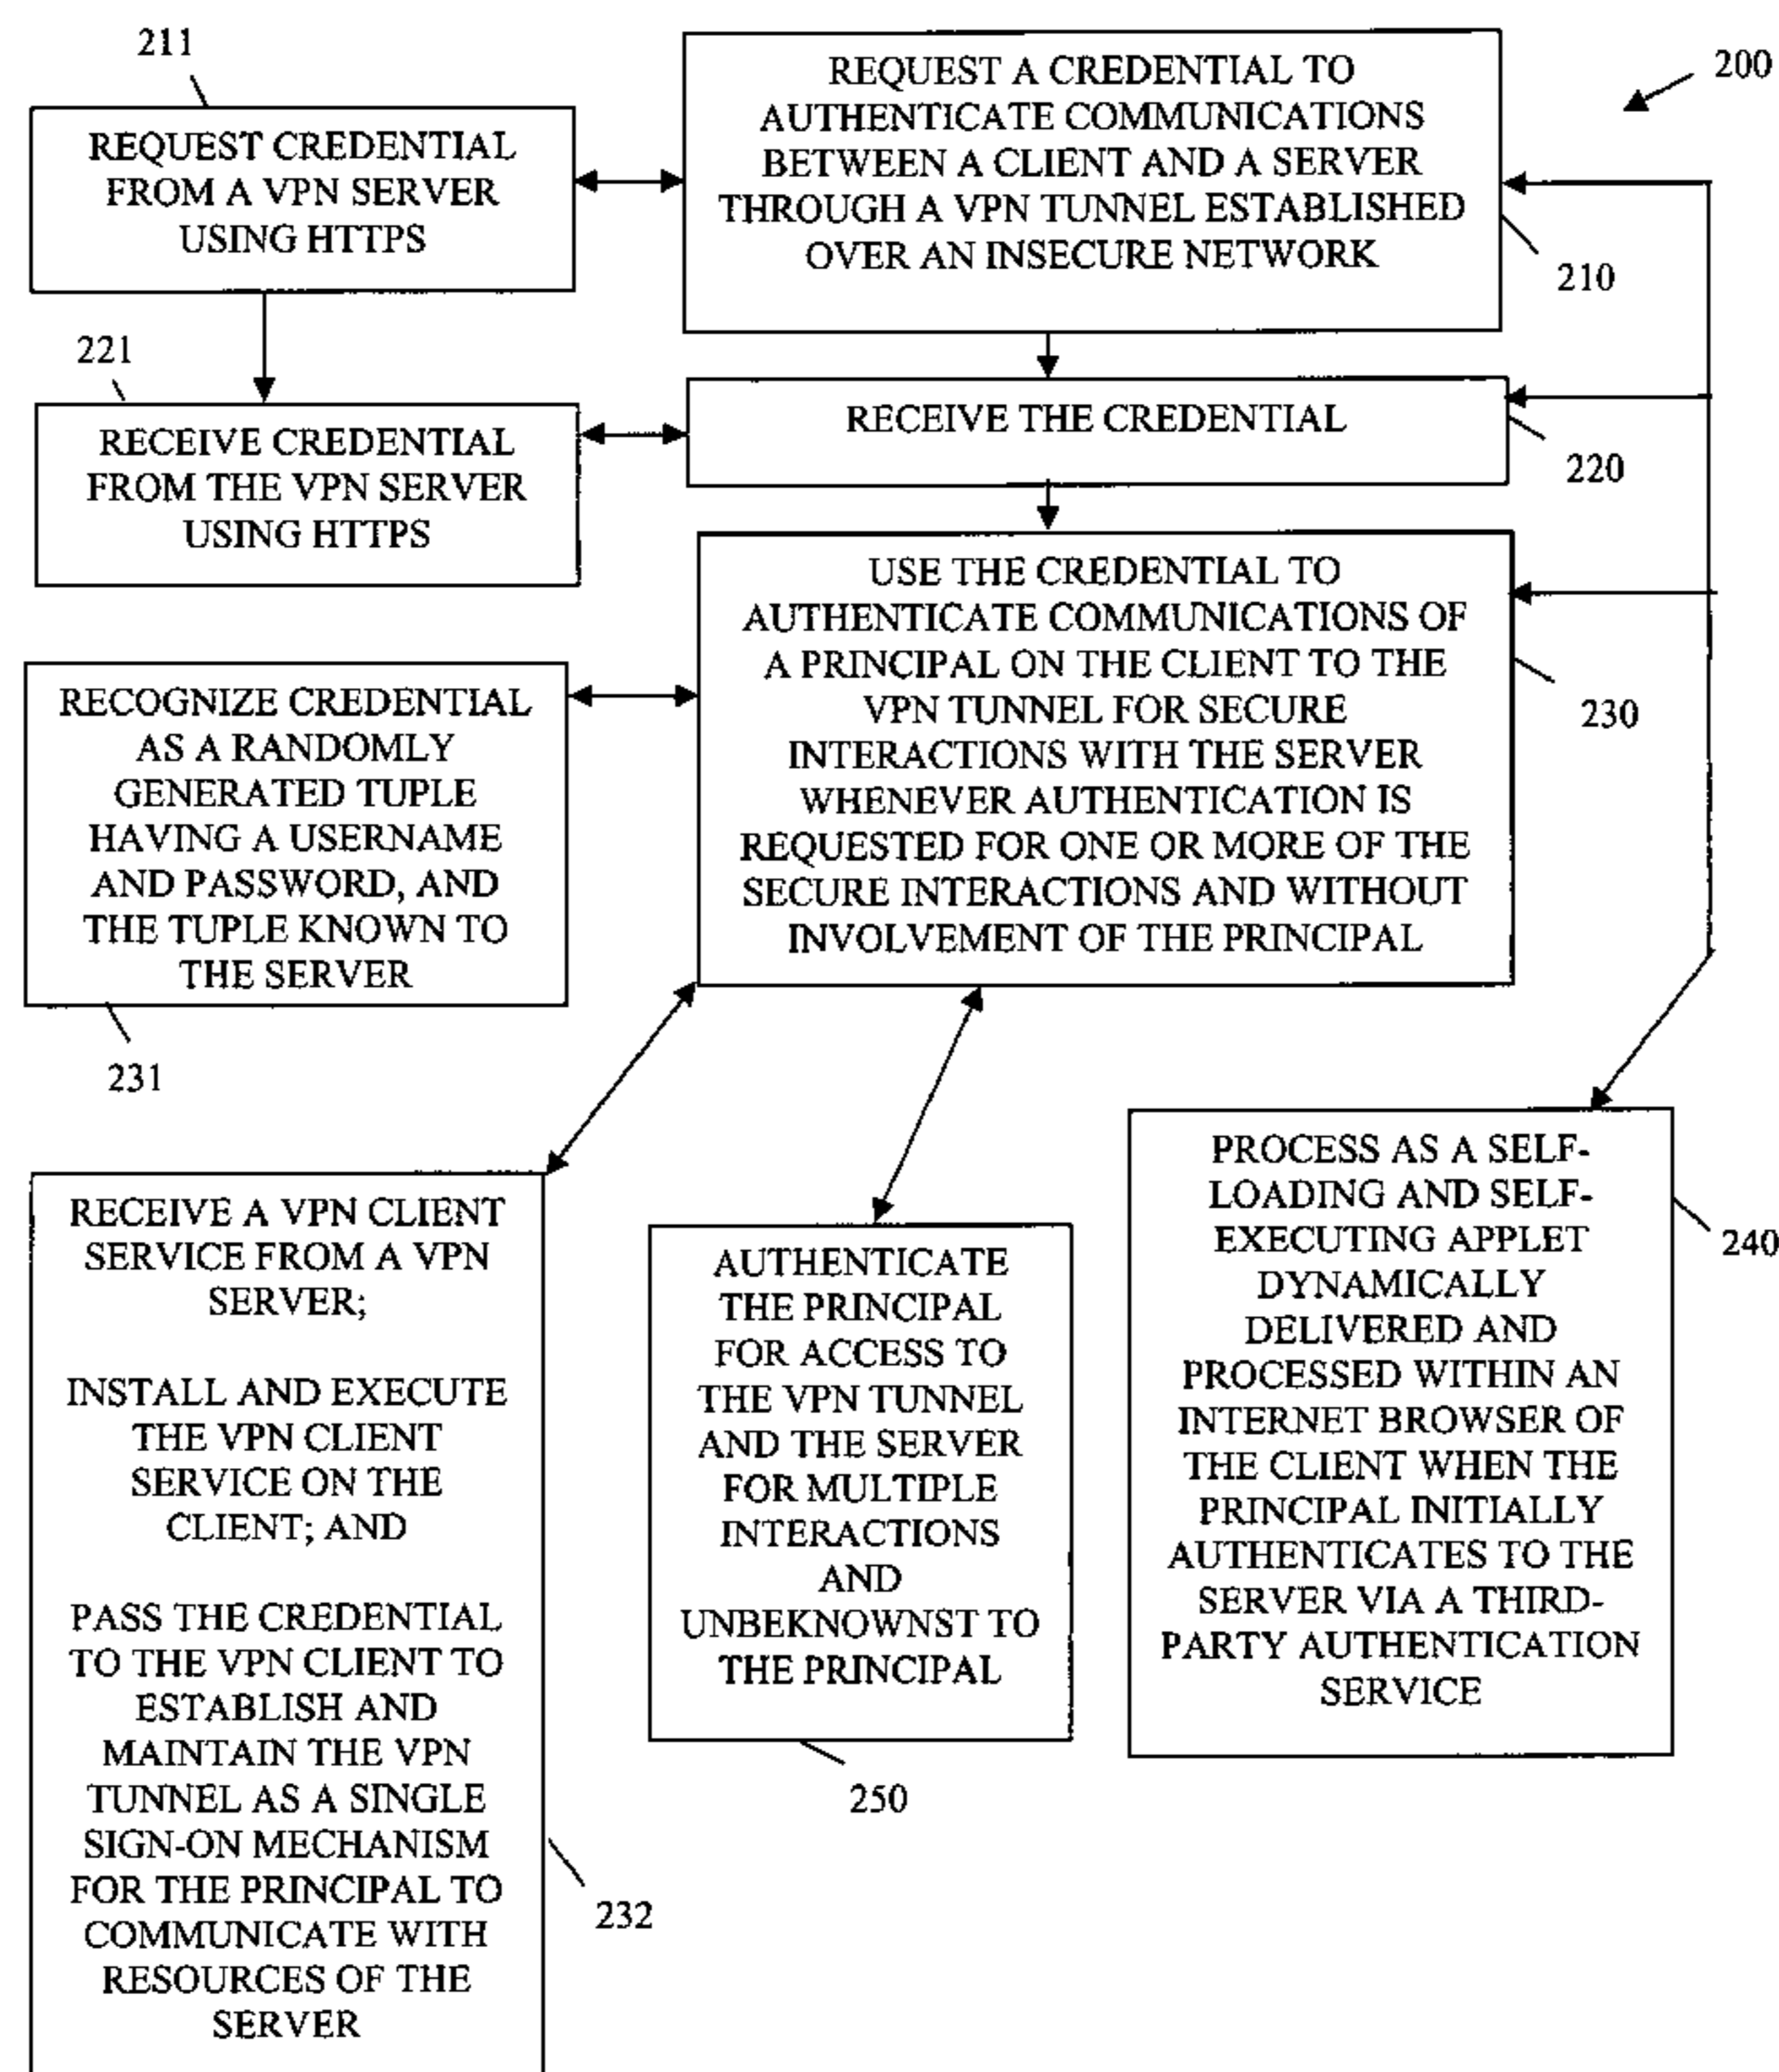 211
REQUEST CREDENTIAL
FROM A VPN SERVER
USING HTTPS
REQUEST A CREDENTIAL TO
AUTHENTICATE COMMUNICATIONS
BETWEEN A CLIENT AND A SERVER
THROUGH A VPN TUNNEL ESTABLISHED
OVER AN INSECURE NETWORK
200
210
221
RECEIVE CREDENTIAL
FROM THE VPN SERVER
USING HTTPS
RECEIVE THE CREDENTIAL
220
USE THE CREDENTIAL TO
AUTHENTICATE COMMUNICATIONS OF
A PRINCIPAL ON THE CLIENT TO THE
VPN TUNNEL FOR SECURE
INTERACTIONS WITH THE SERVER
WHENEVER AUTHENTICATION IS
REQUESTED FOR ONE OR MORE OF THE
SECURE INTERACTIONS AND WITHOUT
INVOLVEMENT OF THE PRINCIPAL
230
RECOGNIZE CREDENTIAL
AS A RANDOMLY
GENERATED TUPLE
HAVING A USERNAME
AND PASSWORD, AND
THE TUPLE KNOWN TO
THE SERVER
231
RECEIVE A VPN CLIENT
SERVICE FROM A VPN
SERVER;
INSTALL AND EXECUTE
THE VPN CLIENT
SERVICE ON THE
CLIENT; AND
PASS THE CREDENTIAL
TO THE VPN CLIENT TO
ESTABLISH AND
MAINTAIN THE VPN
TUNNEL AS A SINGLE
SIGN-ON MECHANISM
FOR THE PRINCIPAL TO
COMMUNICATE WITH
RESOURCES OF THE
SERVER
232
AUTHENTICATE
THE PRINCIPAL
FOR ACCESS TO
THE VPN TUNNEL
AND THE SERVER
FOR MULTIPLE
INTERACTIONS
AND
UNBEKNOWNST TO
THE PRINCIPAL
250
PROCESS AS A SELF-
LOADING AND SELF-
EXECUTING APPLET
DYNAMICALLY
DELIVERED AND
PROCESSED WITHIN AN
INTERNET BROWSER OF
THE CLIENT WHEN THE
PRINCIPAL INITIALLY
AUTHENTICATES TO THE
SERVER VIA A THIRD-
PARTY AUTHENTICATION
SERVICE
240